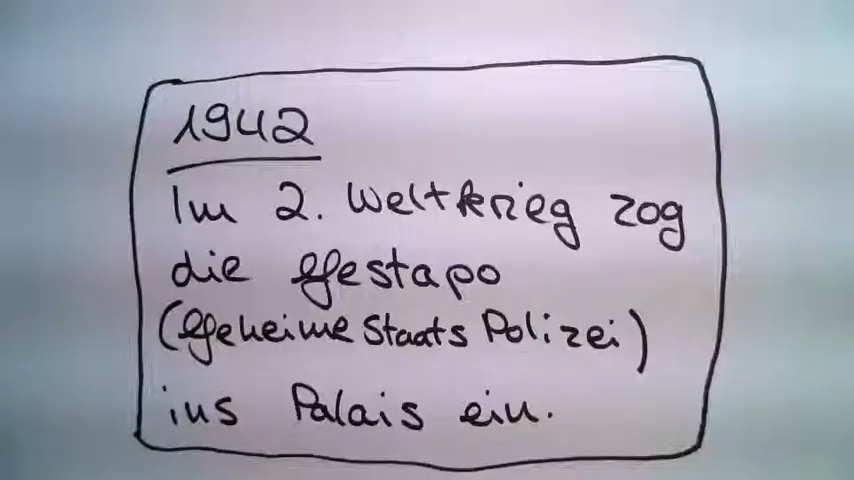 1942
Im 2. Weltkrieg zog
die Gestapo
(Geheime Staats Polizei)
ins Palais ein.